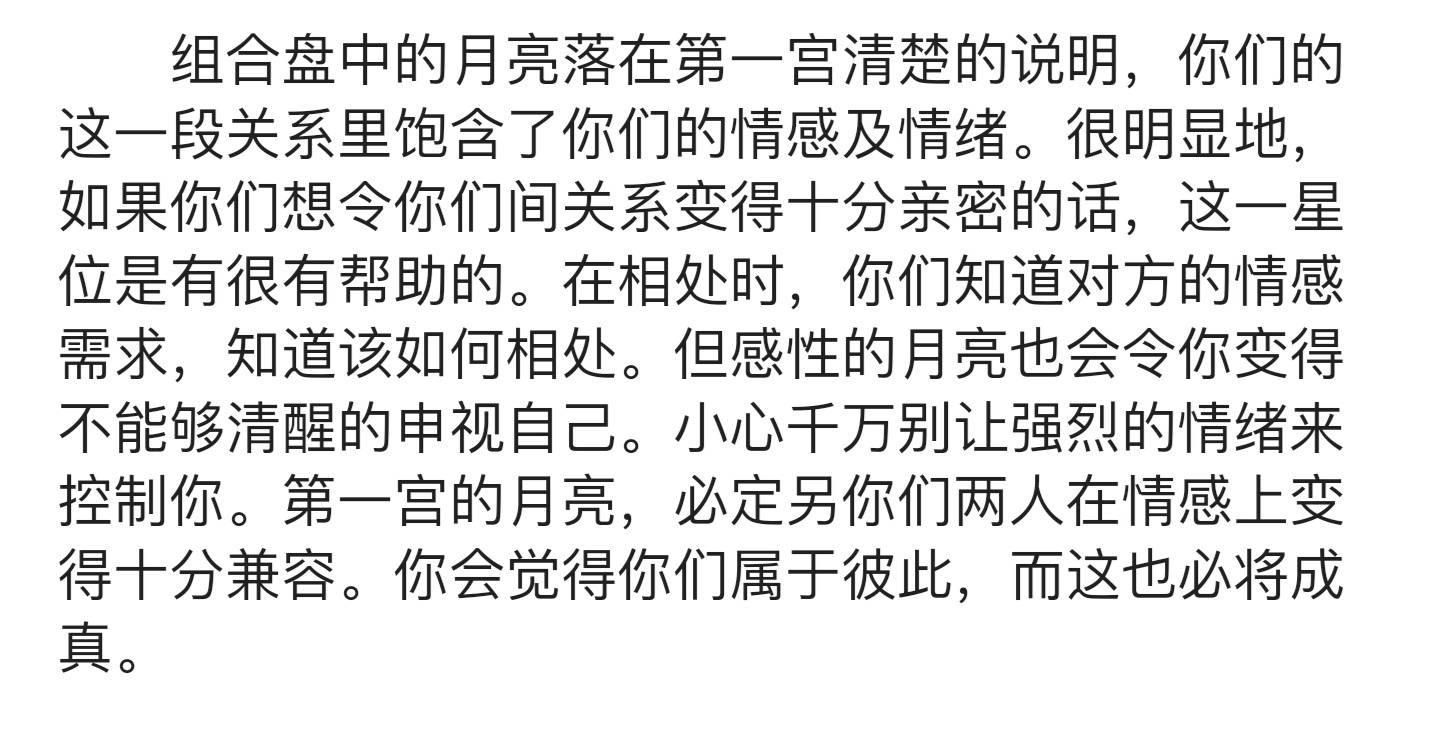 组合盘中的月亮落在第一宫清楚的说明，你们的
这一段关系里饱含了你们的情感及情绪。很明显地，
如果你们想令你们间关系变得十分亲密的话，这一星
位是有很有帮助的。在相处时，你们知道对方的情感
需求，知道该如何相处。但感性的月亮也会令你变得
不能够清醒的申视自己。小心千万别让强烈的情绪来
控制你。第一宫的月亮，必定另你们两人在情感上变
得十分兼容。你会觉得你们属于彼此，而这也必将成
真。